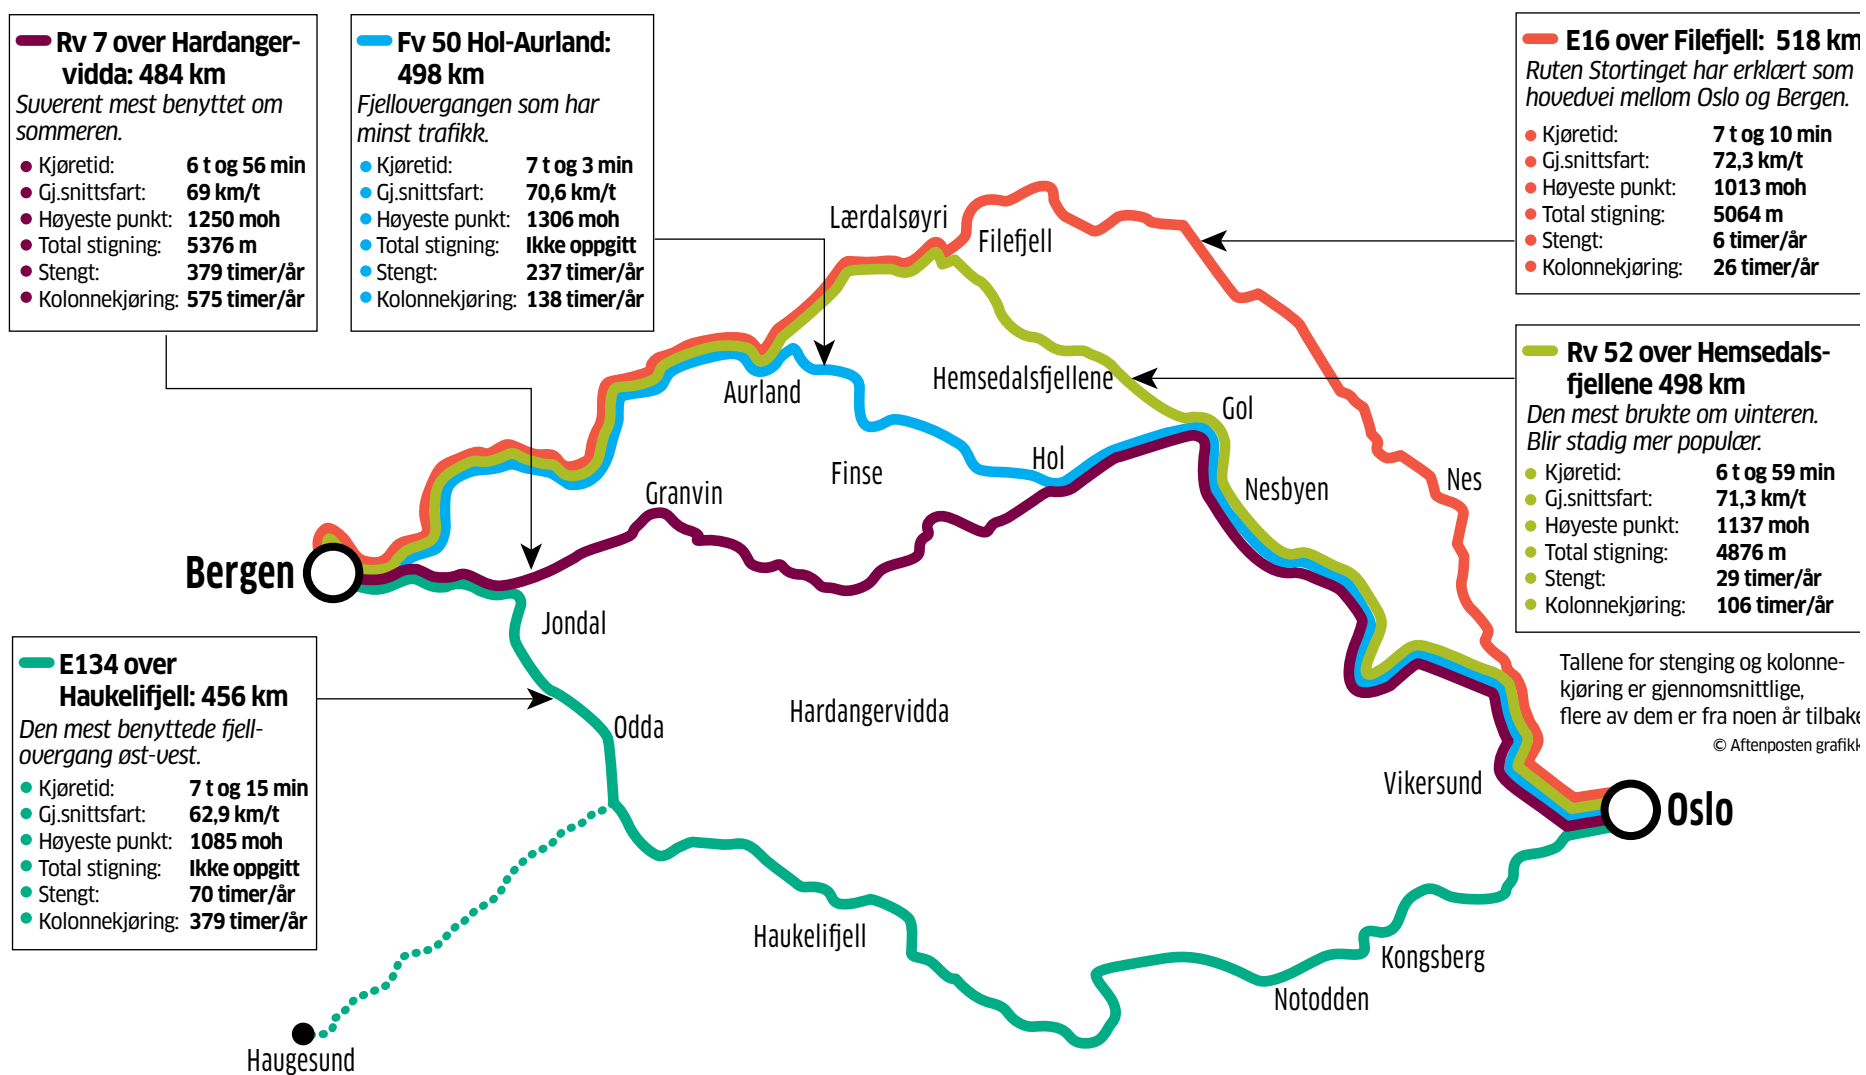 Rv 7 over Hardanger-
vidda: 484 km
Suverent mest benyttet om
sommeren.
Kjøretid: 6 t og 56 min
Gj.snittsfart: 69 km/t
Høyeste punkt: 1250 moh
Total stigning: 5376 m
Stengt: 379 timer/år
Kolonnekjøring: 575 timer/år
Fv 50 Hol-Aurland:
498 km
Fjellovergangen som har
minst trafikk.
Kjøretid: 7 t og 3 min
Gj.snittsfart: 70,6 km/t
Høyeste punkt: 1306 moh
Total stigning: Ikke oppgitt
Stengt: 237 timer/år
Kolonnekjøring: 138 timer/år
E16 over Filefjell: 518 km
Ruten Stortinget har erklært som
hovedvei mellom Oslo og Bergen.
Kjøretid: 7 t og 10 min
Gj.snittsfart: 72,3 km/t
Høyeste punkt: 1013 moh
Total stigning: 5064 m
Stengt: 6 timer/år
Kolonnekjøring: 26 timer/år
Rv 52 over Hemsedals-
fjellene 498 km
Den mest brukte om vinteren.
Blir stadig mer populær.
Kjøretid: 6 t og 59 min
Gj.snittsfart: 71,3 km/t
Høyeste punkt: 1137 moh
Total stigning: 4876 m
Stengt: 29 timer/år
Kolonnekjøring: 106 timer/år
Tallene for stenging og kolonne-
kjøring er gjennomsnittlige,
flere av dem er fra noen år tilbake
© Aftenposten grafikk
E134 over
Haukelifjell: 456 km
Den mest benyttede fjell-
overgang øst-vest.
Kjøretid: 7 t og 15 min
Gj.snittsfart: 62,9 km/t
Høyeste punkt: 1085 moh
Total stigning: Ikke oppgitt
Stengt: 70 timer/år
Kolonnekjøring: 379 timer/år
Lærdalsøyri
Filefjell
Aurland
Hemsedalsfjellene
Gol
Finse
Hol
Nes
Granvin
Nesbyen
Bergen
Jondal
Odda
Hardangervidda
Vikersund
Oslo
Haukelifjell
Kongsberg
Notodden
Haugesund